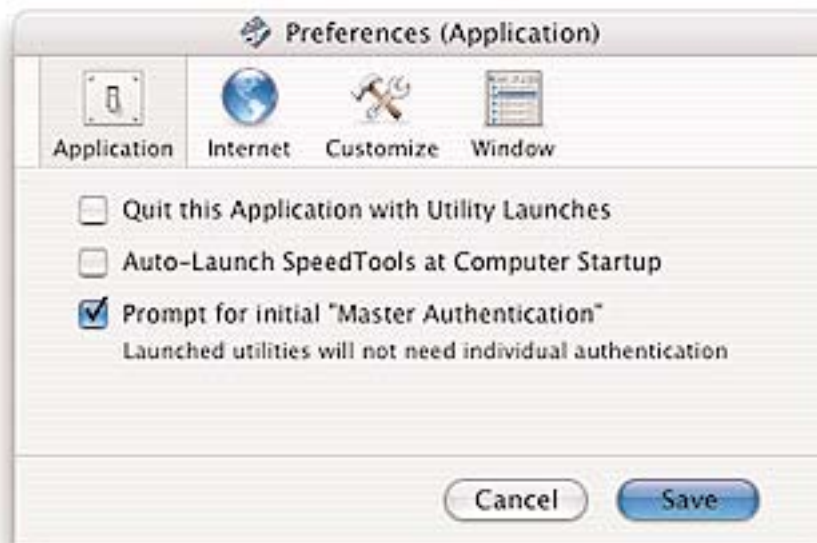 Preferences (Application)
Application Internet Customize Window
Quit this Application with Utility Launches
Auto-Launch SpeedTools at Computer Startup
Prompt for initial "Master Authentication"
Launched utilities will not need individual authentication
Cancel Save